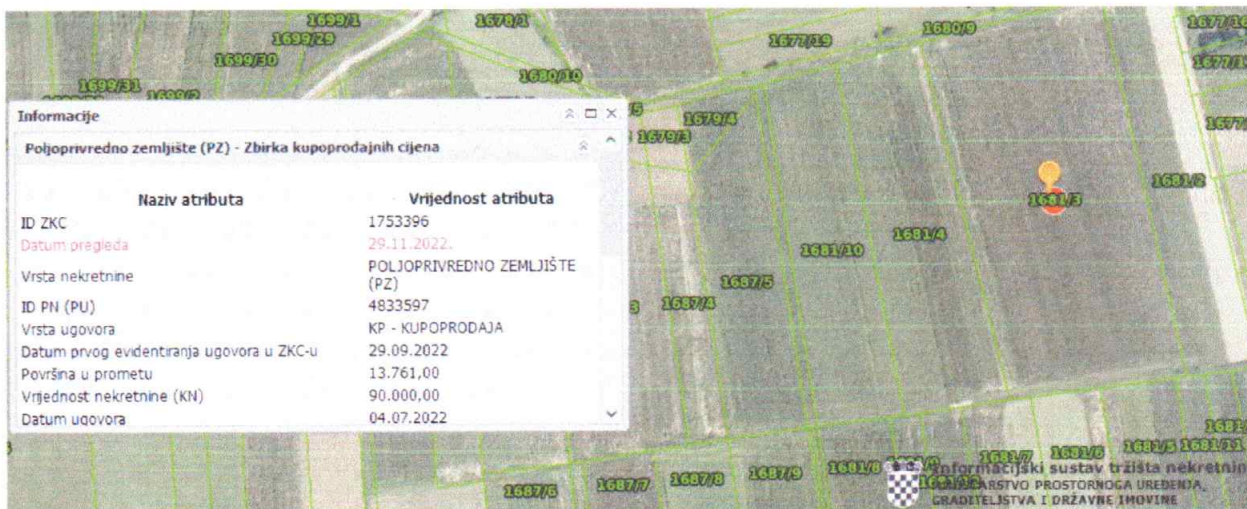 1699/1
1678/1
1677/16
1699/29
1677/19
1680/9
1699/30
1680/10
1699/31
1699/2
Informacije
1679/4
1679/3
Poljoprivredno zemljište (PZ) - Zbirka kupoprodajnih cijena
1681/2
Naziv atributa Vrijednost atributa
1681/3
ID ZKC 1753396
Datum pregleda 29.11.2022.
Vrsta nekretnine POLJOPRIVREDNO ZEMLJIŠTE
(PZ)
1681/4
1681/10
1687/5
ID PN (PU) 4833597
1687/4
Vrsta ugovora KP - KUPOPRODAJA
Datum prvog evidentiranja ugovora u ZKC-u 29.09.2022
Površina u prometu 13.761,00
Vrijednost nekretnine (KN) 90.000,00
Datum ugovora 04.07.2022
1681/7
1681/6
1681/5
1681/11
1687/9
1681/8
1687/8
1687/7
1687/6
Informacijski sustav tržišta nekretnin
MINISTARSTVO PROSTORNOGA UREĐENJA,
GRADITELJSTVA I DRŽAVNE IMOVINE